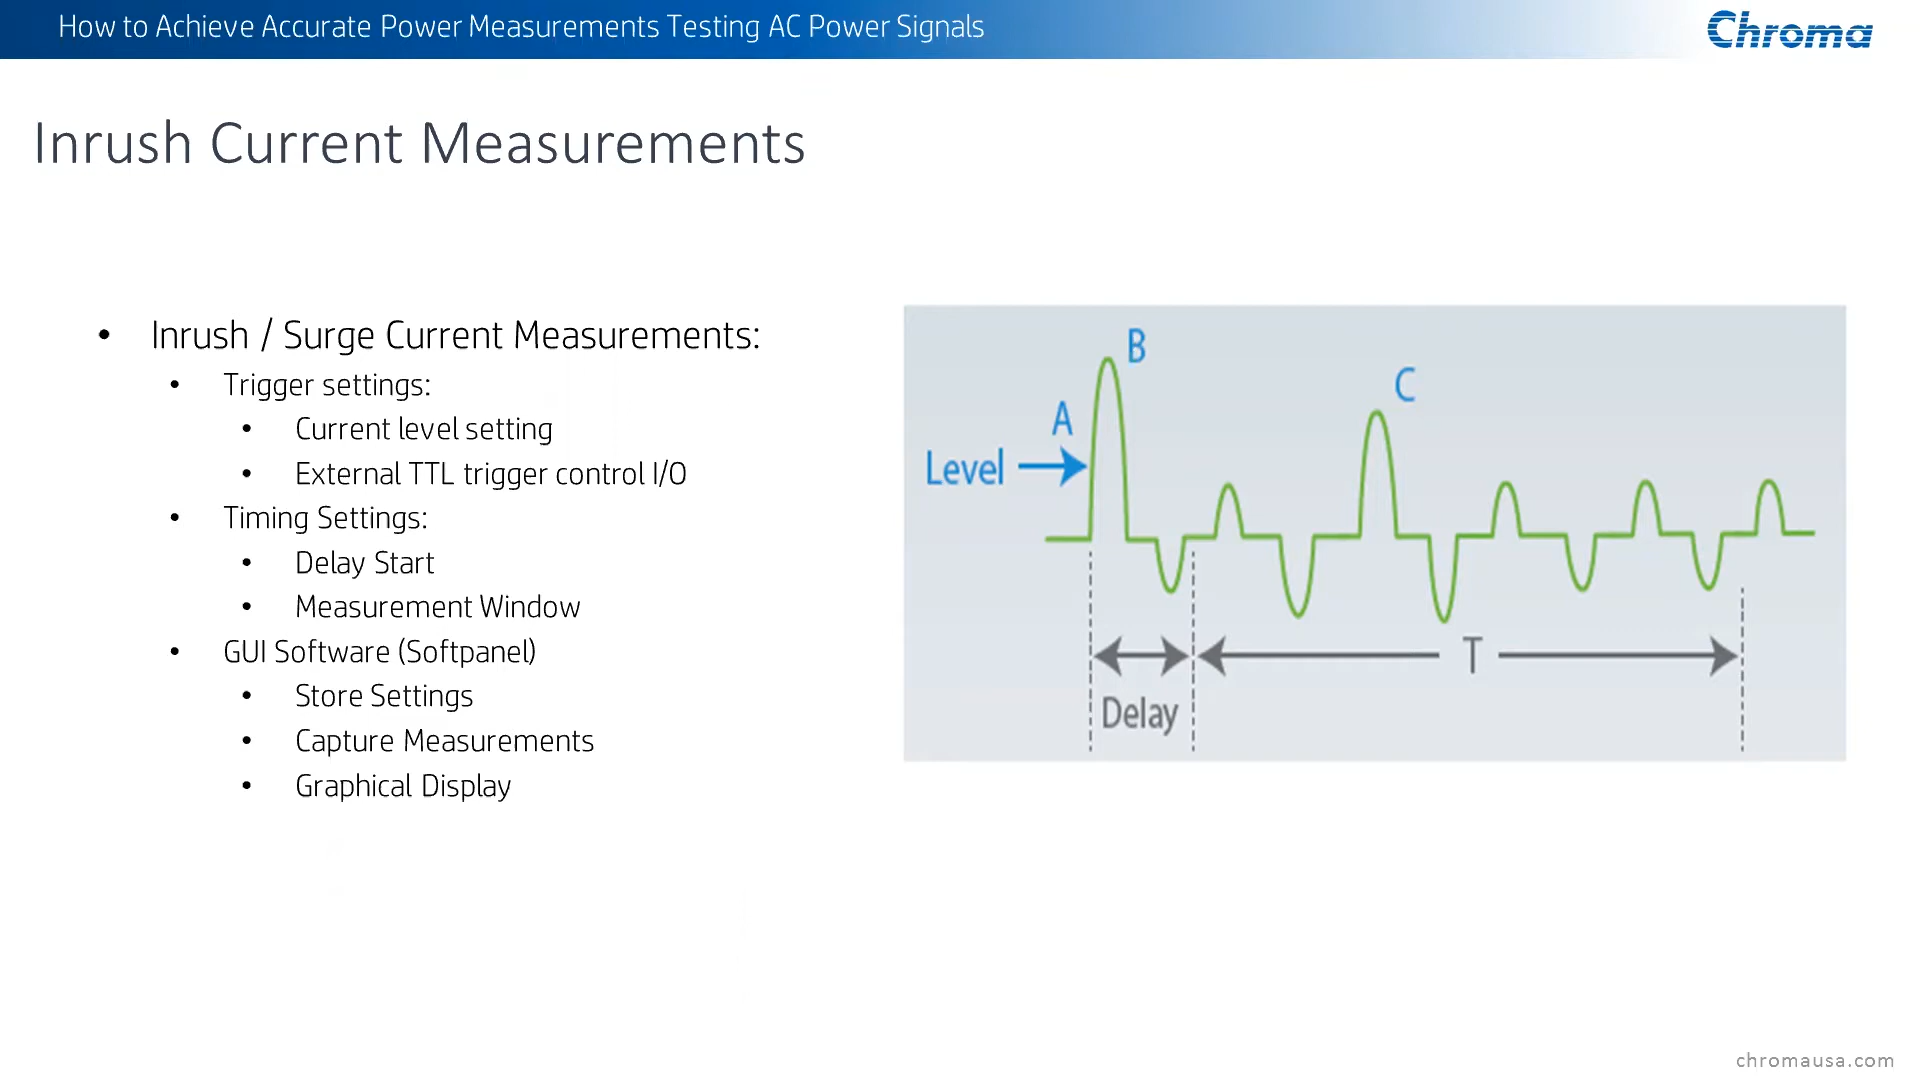 How to Achieve Accurate Power Measurements Testing AC Power Signals
Chroma
Inrush Current Measurements
• Inrush / Surge Current Measurements:
• Trigger settings:
• Current level setting
• External TTL trigger control I/O
• Timing Settings:
• Delay Start
• Measurement Window
• GUI Software (Softpanel)
• Store Settings
• Capture Measurements
• Graphical Display
B
C
A
Level
T
Delay
chromausa.com